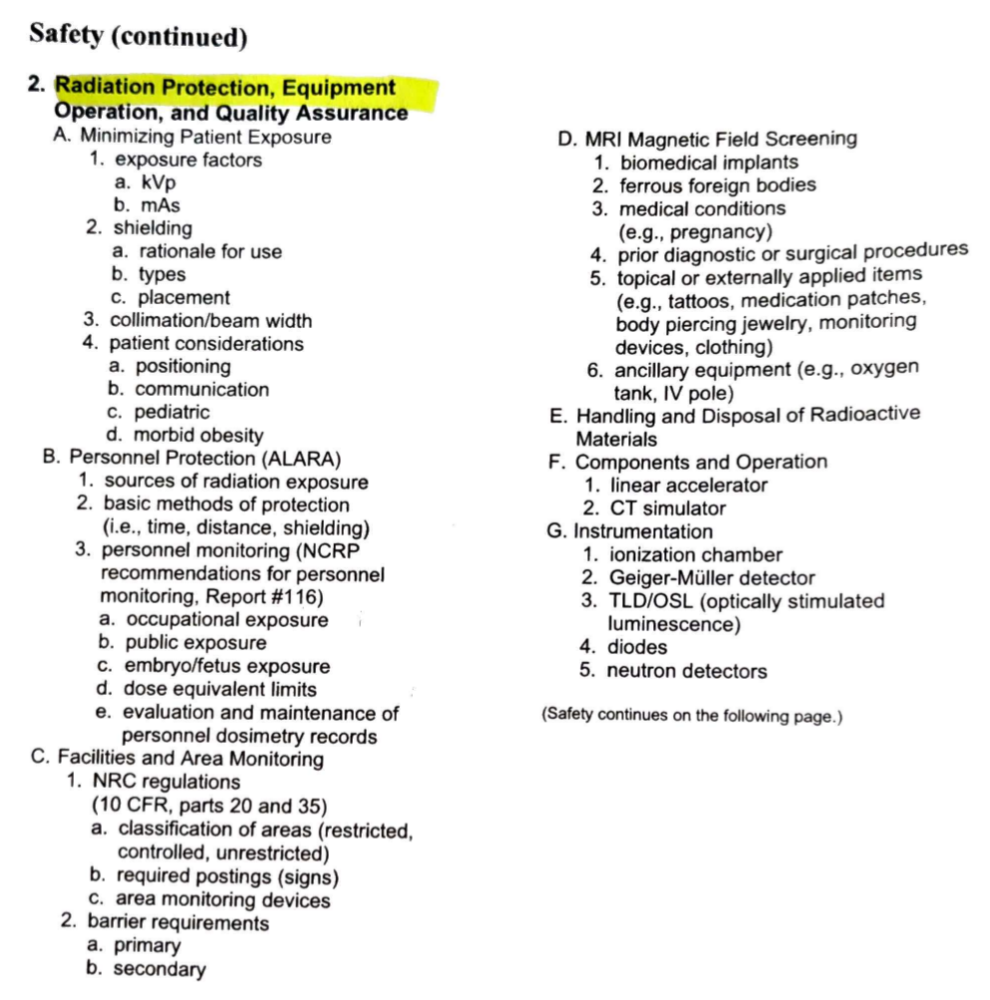 Safety (continued)
2. Radiation Protection, Equipment
Operation, and Quality Assurance
A. Minimizing Patient Exposure
1. exposure factors
a. kVp
b. mAs
2. shielding
a. rationale for use
b. types
c. placement
3. collimation/beam width
4. patient considerations
a. positioning
b. communication
c. pediatric
d. morbid obesity
B. Personnel Protection (ALARA)
1. sources of radiation exposure
2. basic methods of protection
(i.e., time, distance, shielding)
3. personnel monitoring (NCRP
recommendations for personnel
monitoring, Report #116)
a. occupational exposure
b. public exposure
c. embryo/fetus exposure
d. dose equivalent limits
e. evaluation and maintenance of
personnel dosimetry records
C. Facilities and Area Monitoring
1. NRC regulations
(10 CFR, parts 20 and 35)
a. classification of areas (restricted,
controlled, unrestricted)
b. required postings (signs)
c. area monitoring devices
2. barrier requirements
a. primary
b. secondary
D. MRI Magnetic Field Screening
1. biomedical implants
2. ferrous foreign bodies
3. medical conditions
(e.g., pregnancy)
4. prior diagnostic or surgical procedures
5. topical or externally applied items
(e.g., tattoos, medication patches,
body piercing jewelry, monitoring
devices, clothing)
6. ancillary equipment (e.g., oxygen
tank, IV pole)
E. Handling and Disposal of Radioactive
Materials
F. Components and Operation
1. linear accelerator
2. CT simulator
G. Instrumentation
1. ionization chamber
2. Geiger-Müller detector
3. TLD/OSL (optically stimulated
luminescence)
4. diodes
5. neutron detectors
(Safety continues on the following page.)